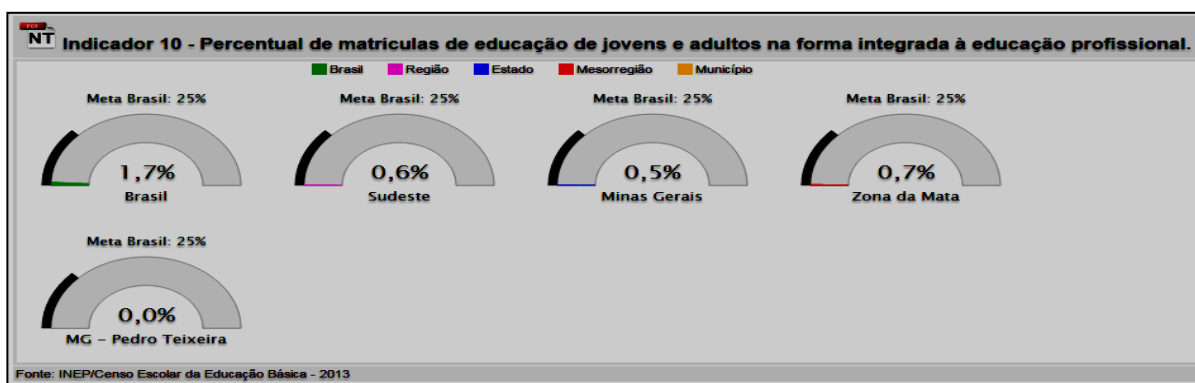 PDF
NT
Indicador 10 - Percentual de matrículas de educação de jovens e adultos na forma integrada à educação profissional.
Brasil Região Estado Mesorregião Município
Meta Brasil: 25% Meta Brasil: 25% Meta Brasil: 25% Meta Brasil: 25%
1,7% 0,6% 0,5% 0,7%
Brasil Sudeste Minas Gerais Zona da Mata
Meta Brasil: 25%
0,0%
MG - Pedro Teixeira
Fonte: INEP/Censo Escolar da Educação Básica - 2013